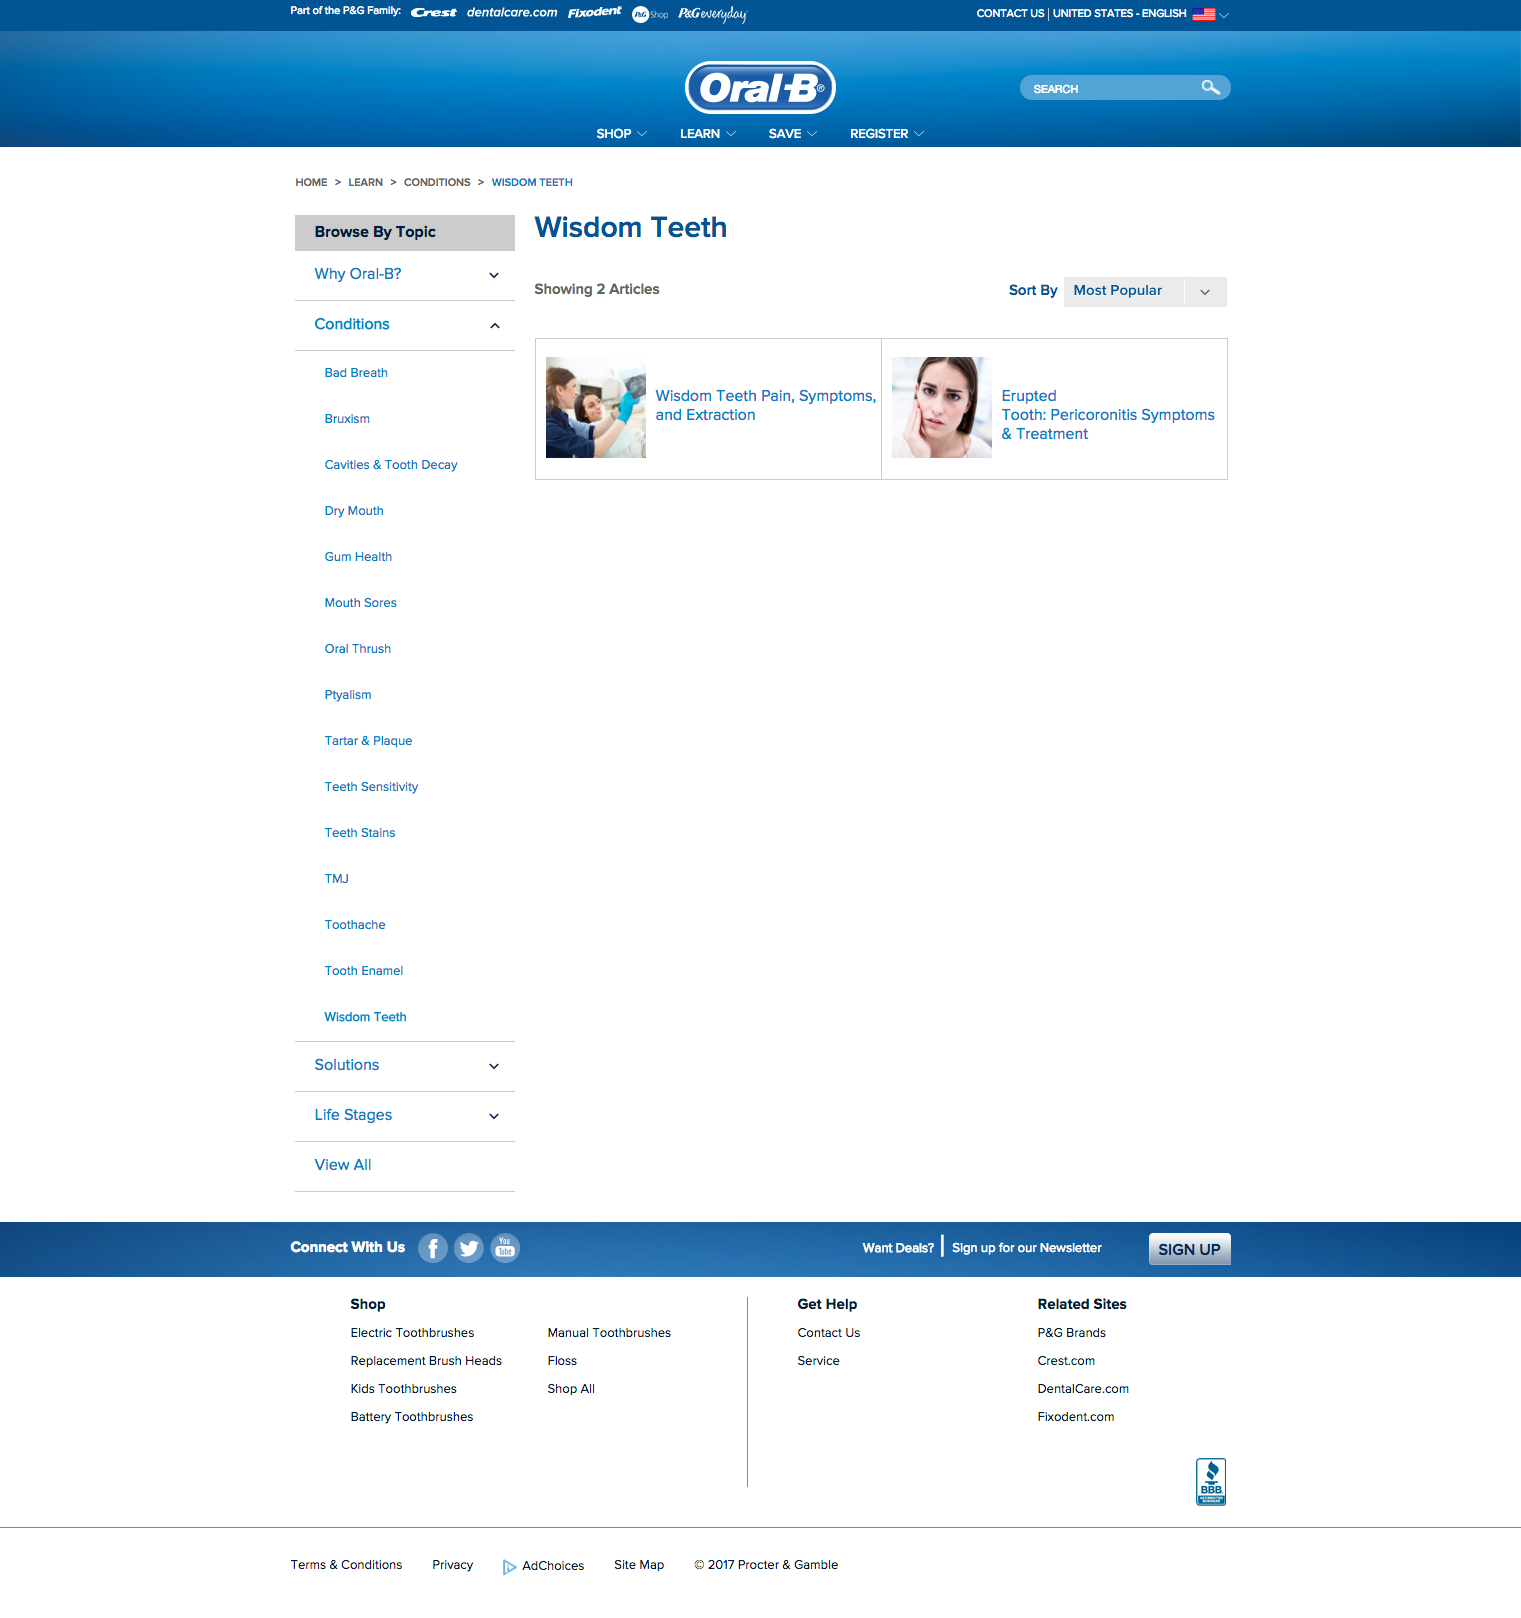 Part of the P&G Family: Crest dentalcare.com Fixodent P&G Shop P&G everyday
CONTACT US | UNITED STATES - ENGLISH
Oral-B®
SEARCH
SHOP LEARN SAVE REGISTER
HOME > LEARN > CONDITIONS > WISDOM TEETH
Browse By Topic
Why Oral-B?
Conditions
Bad Breath
Bruxism
Cavities & Tooth Decay
Dry Mouth
Gum Health
Mouth Sores
Oral Thrush
Ptyalism
Tartar & Plaque
Teeth Sensitivity
Teeth Stains
TMJ
Toothache
Tooth Enamel
Wisdom Teeth
Solutions
Life Stages
View All
Wisdom Teeth
Showing 2 Articles
Sort By Most Popular
Wisdom Teeth Pain, Symptoms,
and Extraction
Erupted
Tooth: Pericoronitis Symptoms
& Treatment
Connect With Us
You
Tube
Want Deals? | Sign up for our Newsletter
SIGN UP
Shop
Electric Toothbrushes
Replacement Brush Heads
Kids Toothbrushes
Battery Toothbrushes
Manual Toothbrushes
Floss
Shop All
Get Help
Contact Us
Service
Related Sites
P&G Brands
Crest.com
DentalCare.com
Fixodent.com
BBB
ACCREDITED
BUSINESS
Terms & Conditions Privacy AdChoices Site Map © 2017 Procter & Gamble